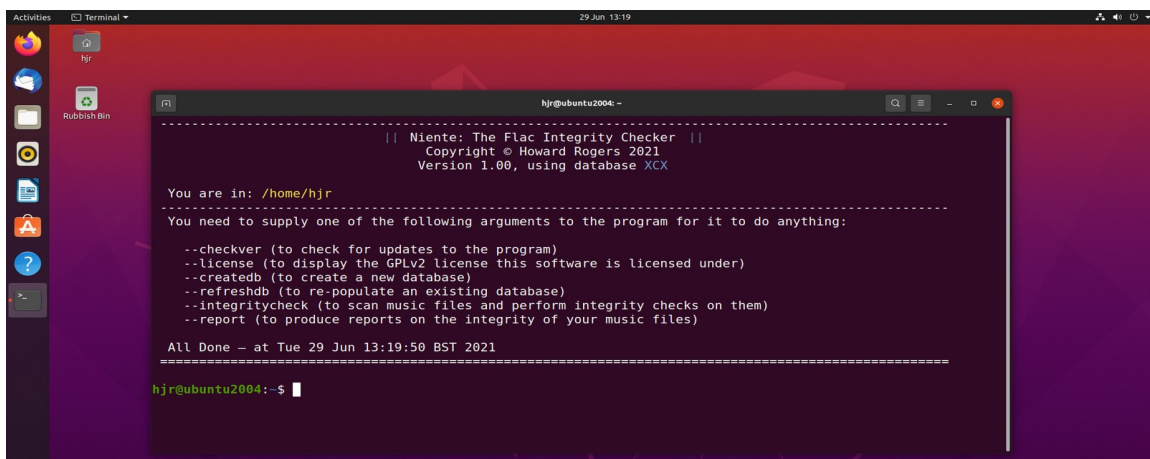 Activities Terminal 29 Jun 13:19
hjr
Rubbish Bin
hjr@ubuntu2004: ~
-----------------------------------------------------------------------------------------------------
|| Niente: The Flac Integrity Checker ||
Copyright © Howard Rogers 2021
Version 1.00, using database XCX
You are in: /home/hjr
-----------------------------------------------------------------------------------------------------
You need to supply one of the following arguments to the program for it to do anything:
--checkver (to check for updates to the program)
--license (to display the GPLv2 license this software is licensed under)
--createdb (to create a new database)
--refreshdb (to re-populate an existing database)
--integritycheck (to scan music files and perform integrity checks on them)
--report (to produce reports on the integrity of your music files)
All Done – at Tue 29 Jun 13:19:50 BST 2021
=====================================================================================================
hjr@ubuntu2004:~$